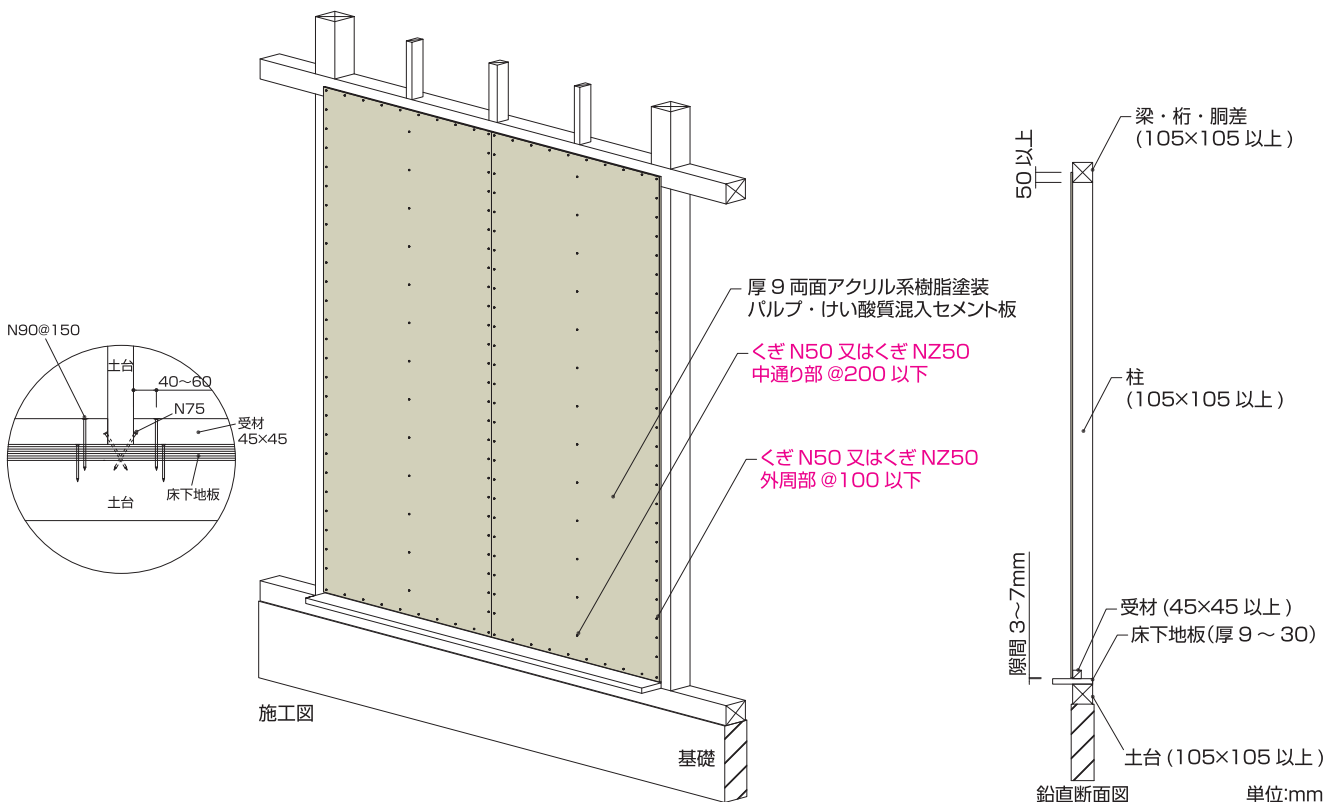 N90@150
土台
40~60
N75
受材
45×45
床下地板
土台
厚 9 両面アクリル系樹脂塗装
パルプ・けい酸質混入セメント板
くぎ N50 又はくぎ NZ50
中通り部 @200 以下
くぎ N50 又はくぎ NZ50
外周部 @100 以下
施工図
基礎
梁・桁・胴差
(105×105 以上 )
50 以上
柱
(105×105 以上 )
隙間 3~7mm
受材 (45×45 以上 )
床下地板(厚 9 ~ 30)
土台 (105×105 以上 )
鉛直断面図
単位:mm